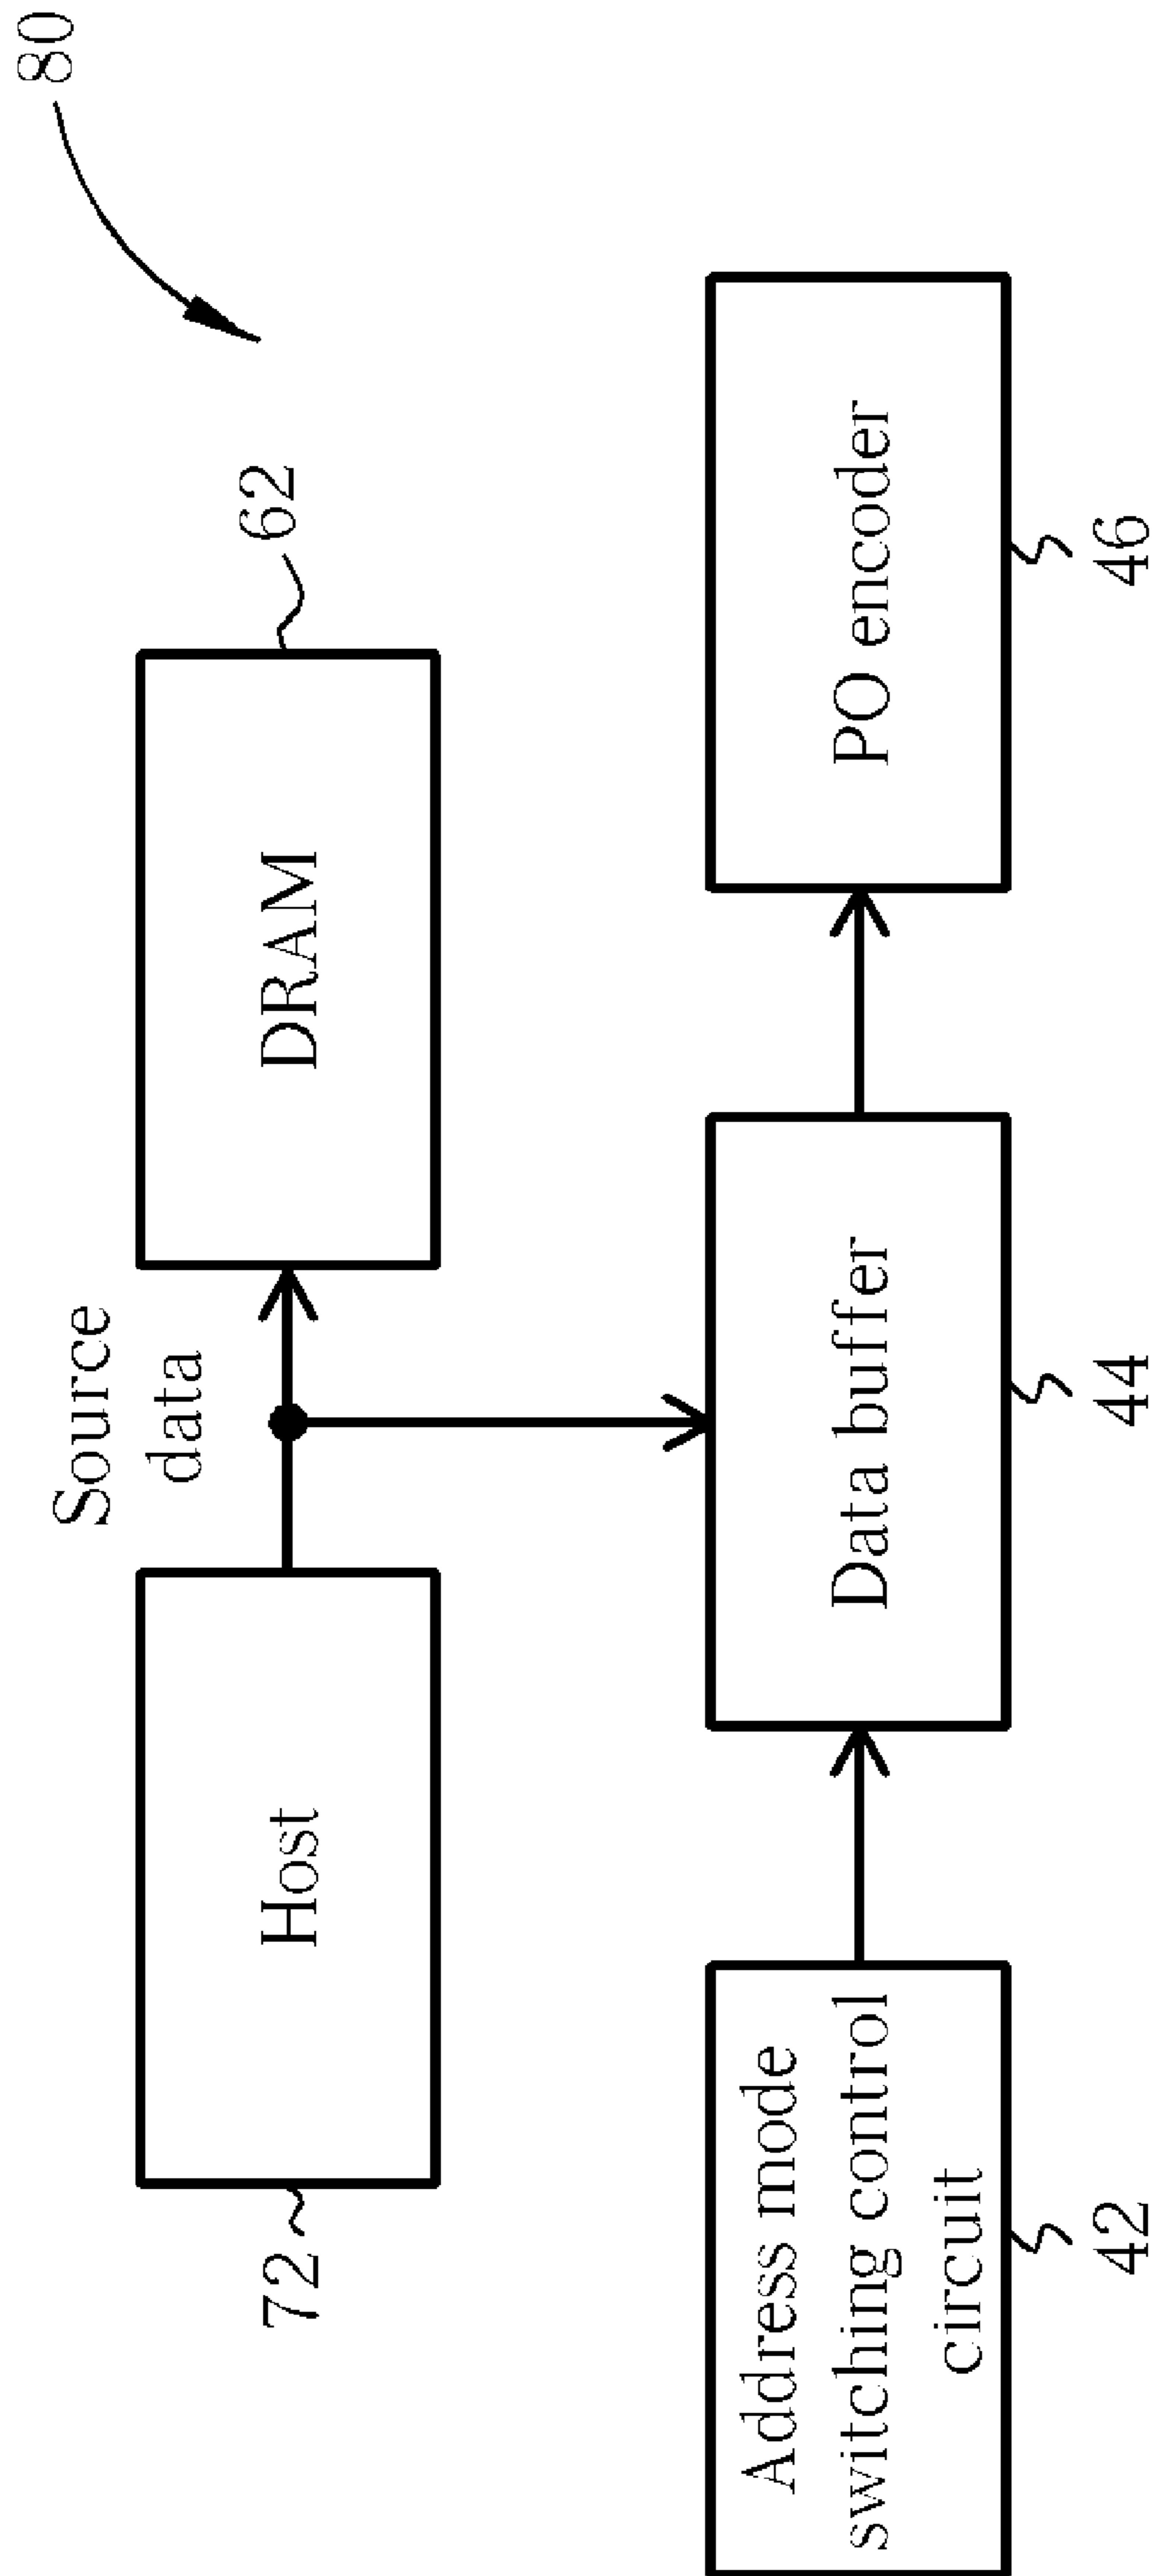 80
Source
data
72
Host
DRAM
62
Address mode
switching control
circuit
Data buffer
PO encoder
42
44
46